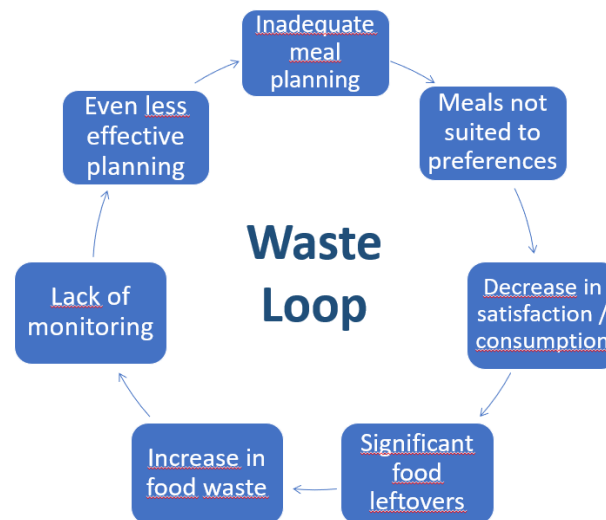 Inadequate
meal
planning
Meals not
suited to
preferences
Decrease in
satisfaction /
consumption
Significant
food
leftovers
Increase in
food waste
Lack of
monitoring
Even less
effective
planning
Waste
Loop